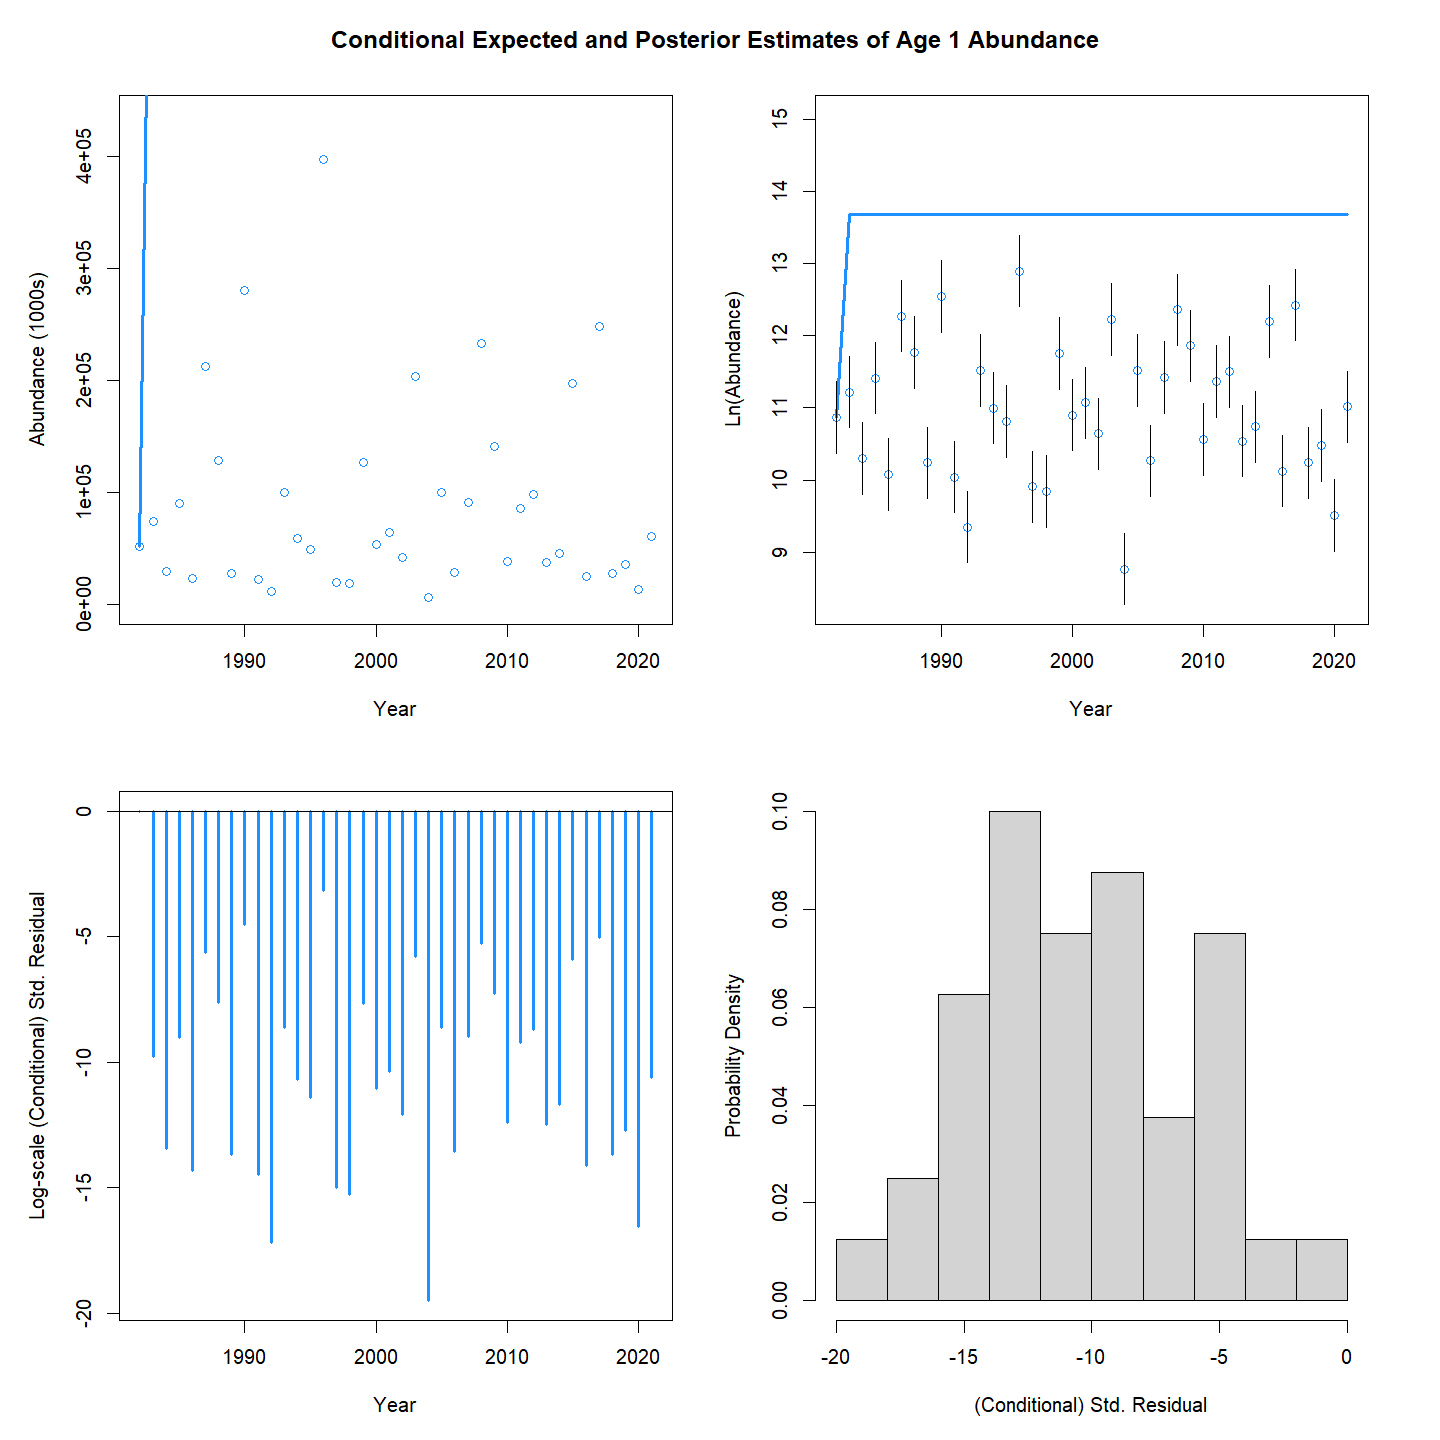 Conditional Expected and Posterior Estimates of Age 1 Abundance
Abundance (1000s)
4e+05
3e+05
2e+05
1e+05
0e+00
1990 2000 2010 2020
Year
Ln(Abundance)
15
14
13
12
11
10
9
1990 2000 2010 2020
Year
Log-scale (Conditional) Std. Residual
0
-5
-10
-15
-20
1990 2000 2010 2020
Year
Probability Density
0.10
0.08
0.06
0.04
0.02
0.00
-20 -15 -10 -5 0
(Conditional) Std. Residual